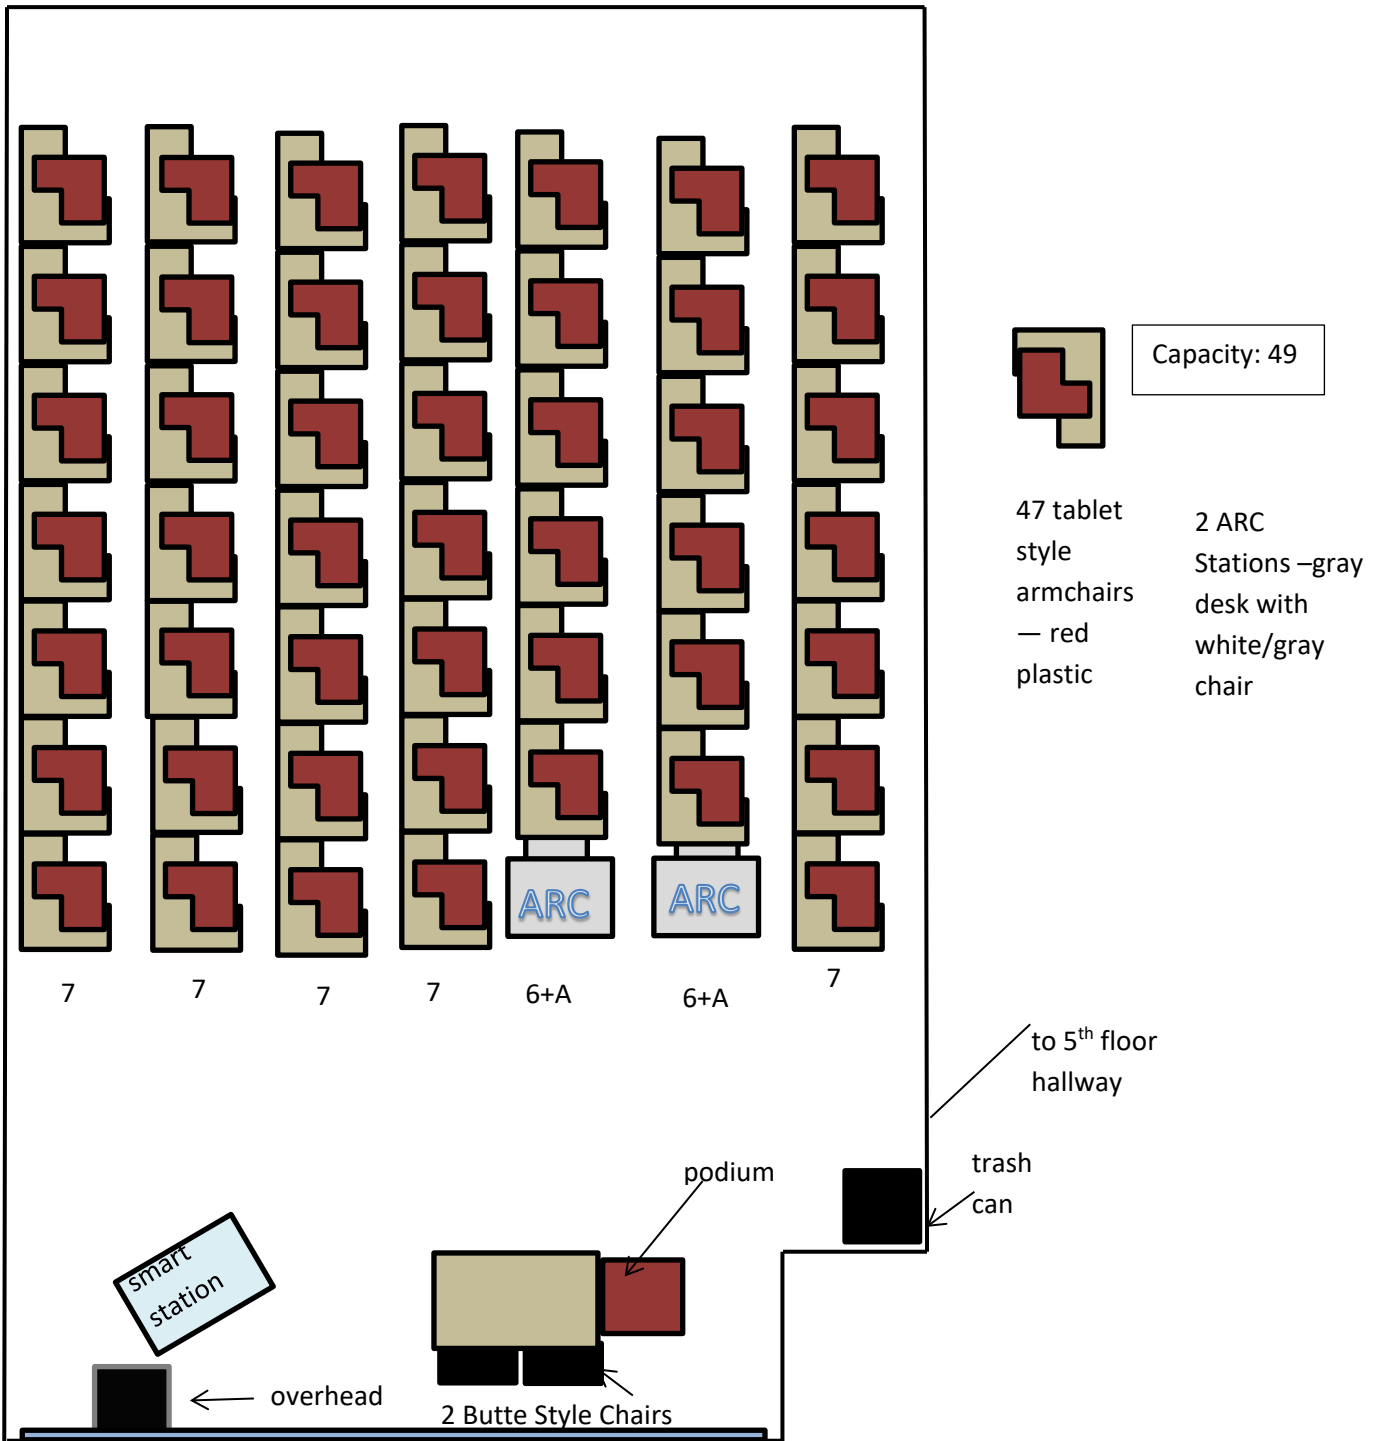 Capacity: 49
47 tablet
style
armchairs
— red
plastic
2 ARC
Stations –gray
desk with
white/gray
chair
ARC
ARC
7
7
7
7
6+A
6+A
7
to 5th floor
hallway
trash
can
podium
smart
station
overhead
2 Butte Style Chairs